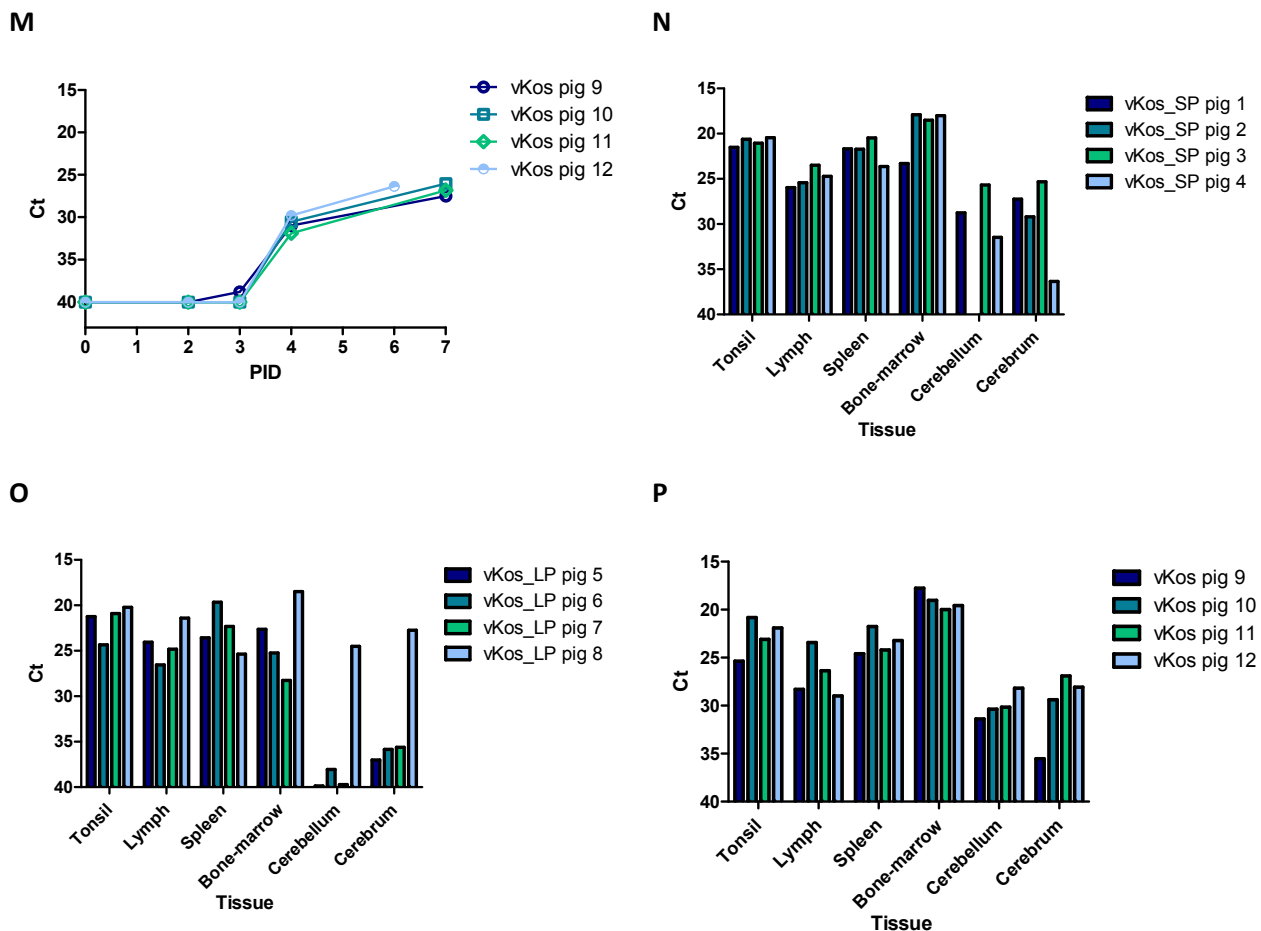 M
15
20
25
30
35
40
Ct
0 1 2 3 4 5 6 7
PID
vKos pig 9
vKos pig 10
vKos pig 11
vKos pig 12
N
15
20
25
30
35
40
Ct
Tonsil
Lymph
Spleen
Bone-marrow
Cerebellum
Cerebrum
Tissue
vKos_SP pig 1
vKos_SP pig 2
vKos_SP pig 3
vKos_SP pig 4
O
15
20
25
30
35
40
Ct
Tonsil
Lymph
Spleen
Bone-marrow
Cerebellum
Cerebrum
Tissue
vKos_LP pig 5
vKos_LP pig 6
vKos_LP pig 7
vKos_LP pig 8
P
15
20
25
30
35
40
Ct
Tonsil
Lymph
Spleen
Bone-marrow
Cerebellum
Cerebrum
Tissue
vKos pig 9
vKos pig 10
vKos pig 11
vKos pig 12